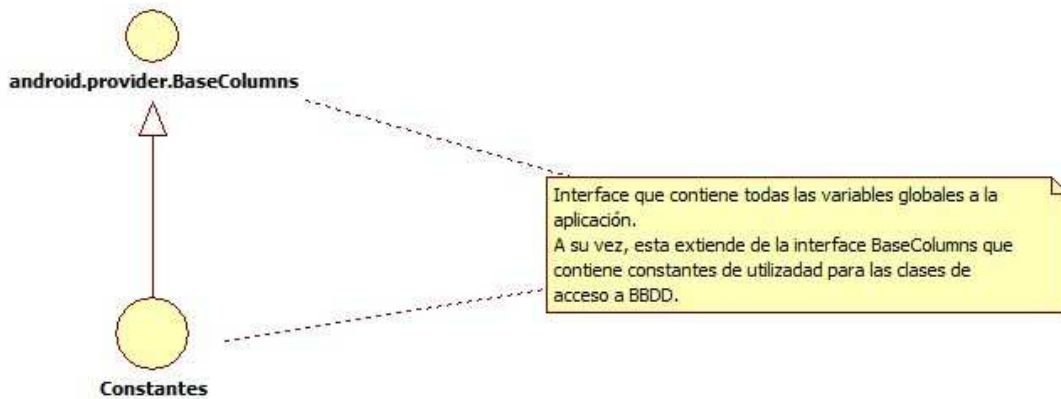 android.provider.BaseColumns
Interface que contiene todas las variables globales a la
aplicación.
A su vez, esta extiende de la interface BaseColumns que
contiene constantes de utilizadad para las clases de
acceso a BBDD.
Constantes